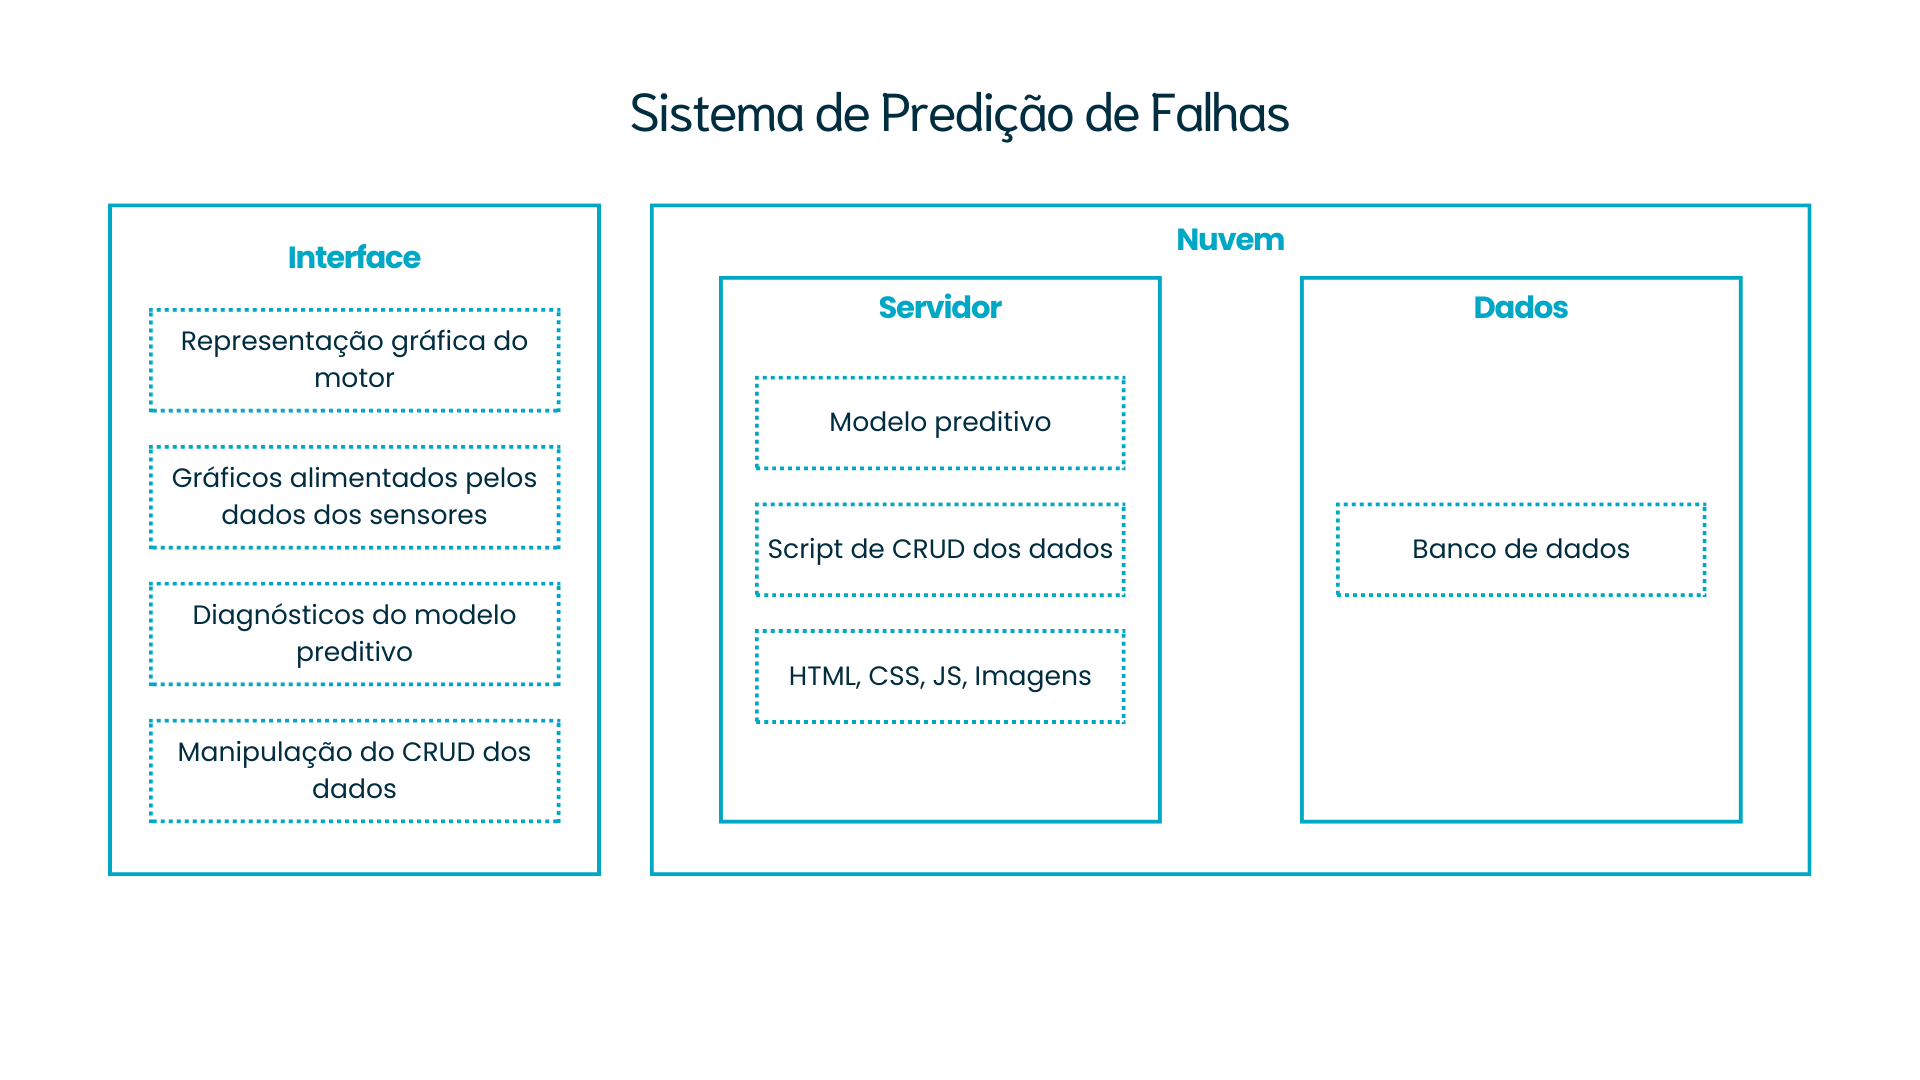 Sistema de Predição de Falhas
Interface
Representação gráfica do
motor
Gráficos alimentados pelos
dados dos sensores
Diagnósticos do modelo
preditivo
Manipulação do CRUD dos
dados
Nuvem
Servidor
Modelo preditivo
Script de CRUD dos dados
HTML, CSS, JS, Imagens
Dados
Banco de dados